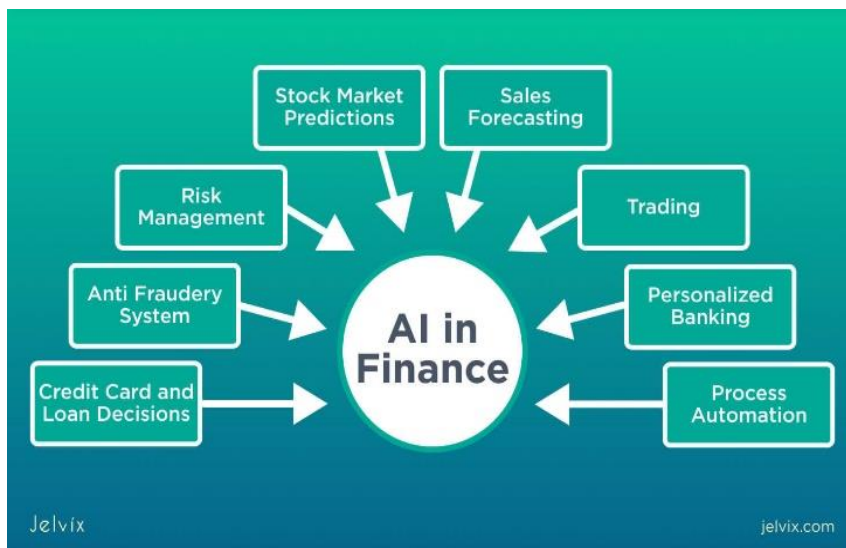 Stock Market
Predictions
Sales
Forecasting
Risk
Management
Trading
Anti Fraudery
System
Personalized
Banking
AI in
Finance
Credit Card and
Loan Decisions
Process
Automation
Jelvix
jelvix.com